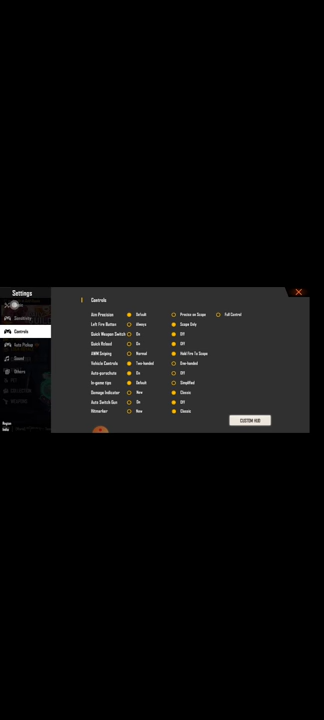 Settings
Controls
Sensitivity
Aim Precision Default Precise on Scope Full Control
Left Fire Button Always Scope Only
Controls
Quick Weapon Switch On Off
Quick Reload On Off
Auto Pickup
AWM Sniping Normal Hold Fire To Scope
Sound
Vehicle Controls Two-handed One-handed
Others
Auto-parachute On Off
In-game tips Default Simplified
Damage Indicator New Classic
Auto Switch Gun On Off
Hitmarker New Classic
CUSTOM HUD
Region
India